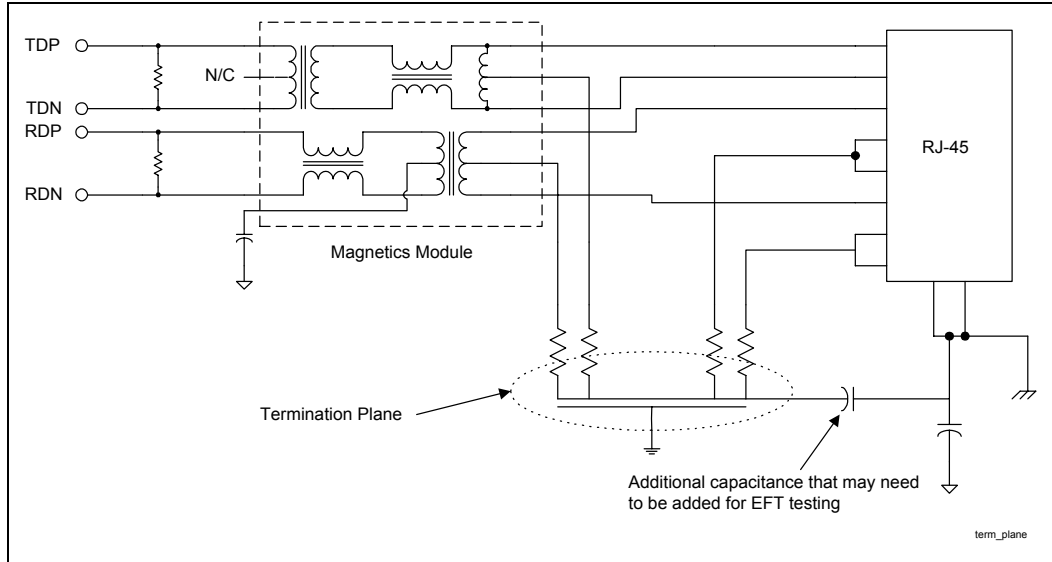 TDP
N/C
TDN
RDP
RDN
RJ-45
Magnetics Module
Termination Plane
Additional capacitance that may need
to be added for EFT testing
term_plane